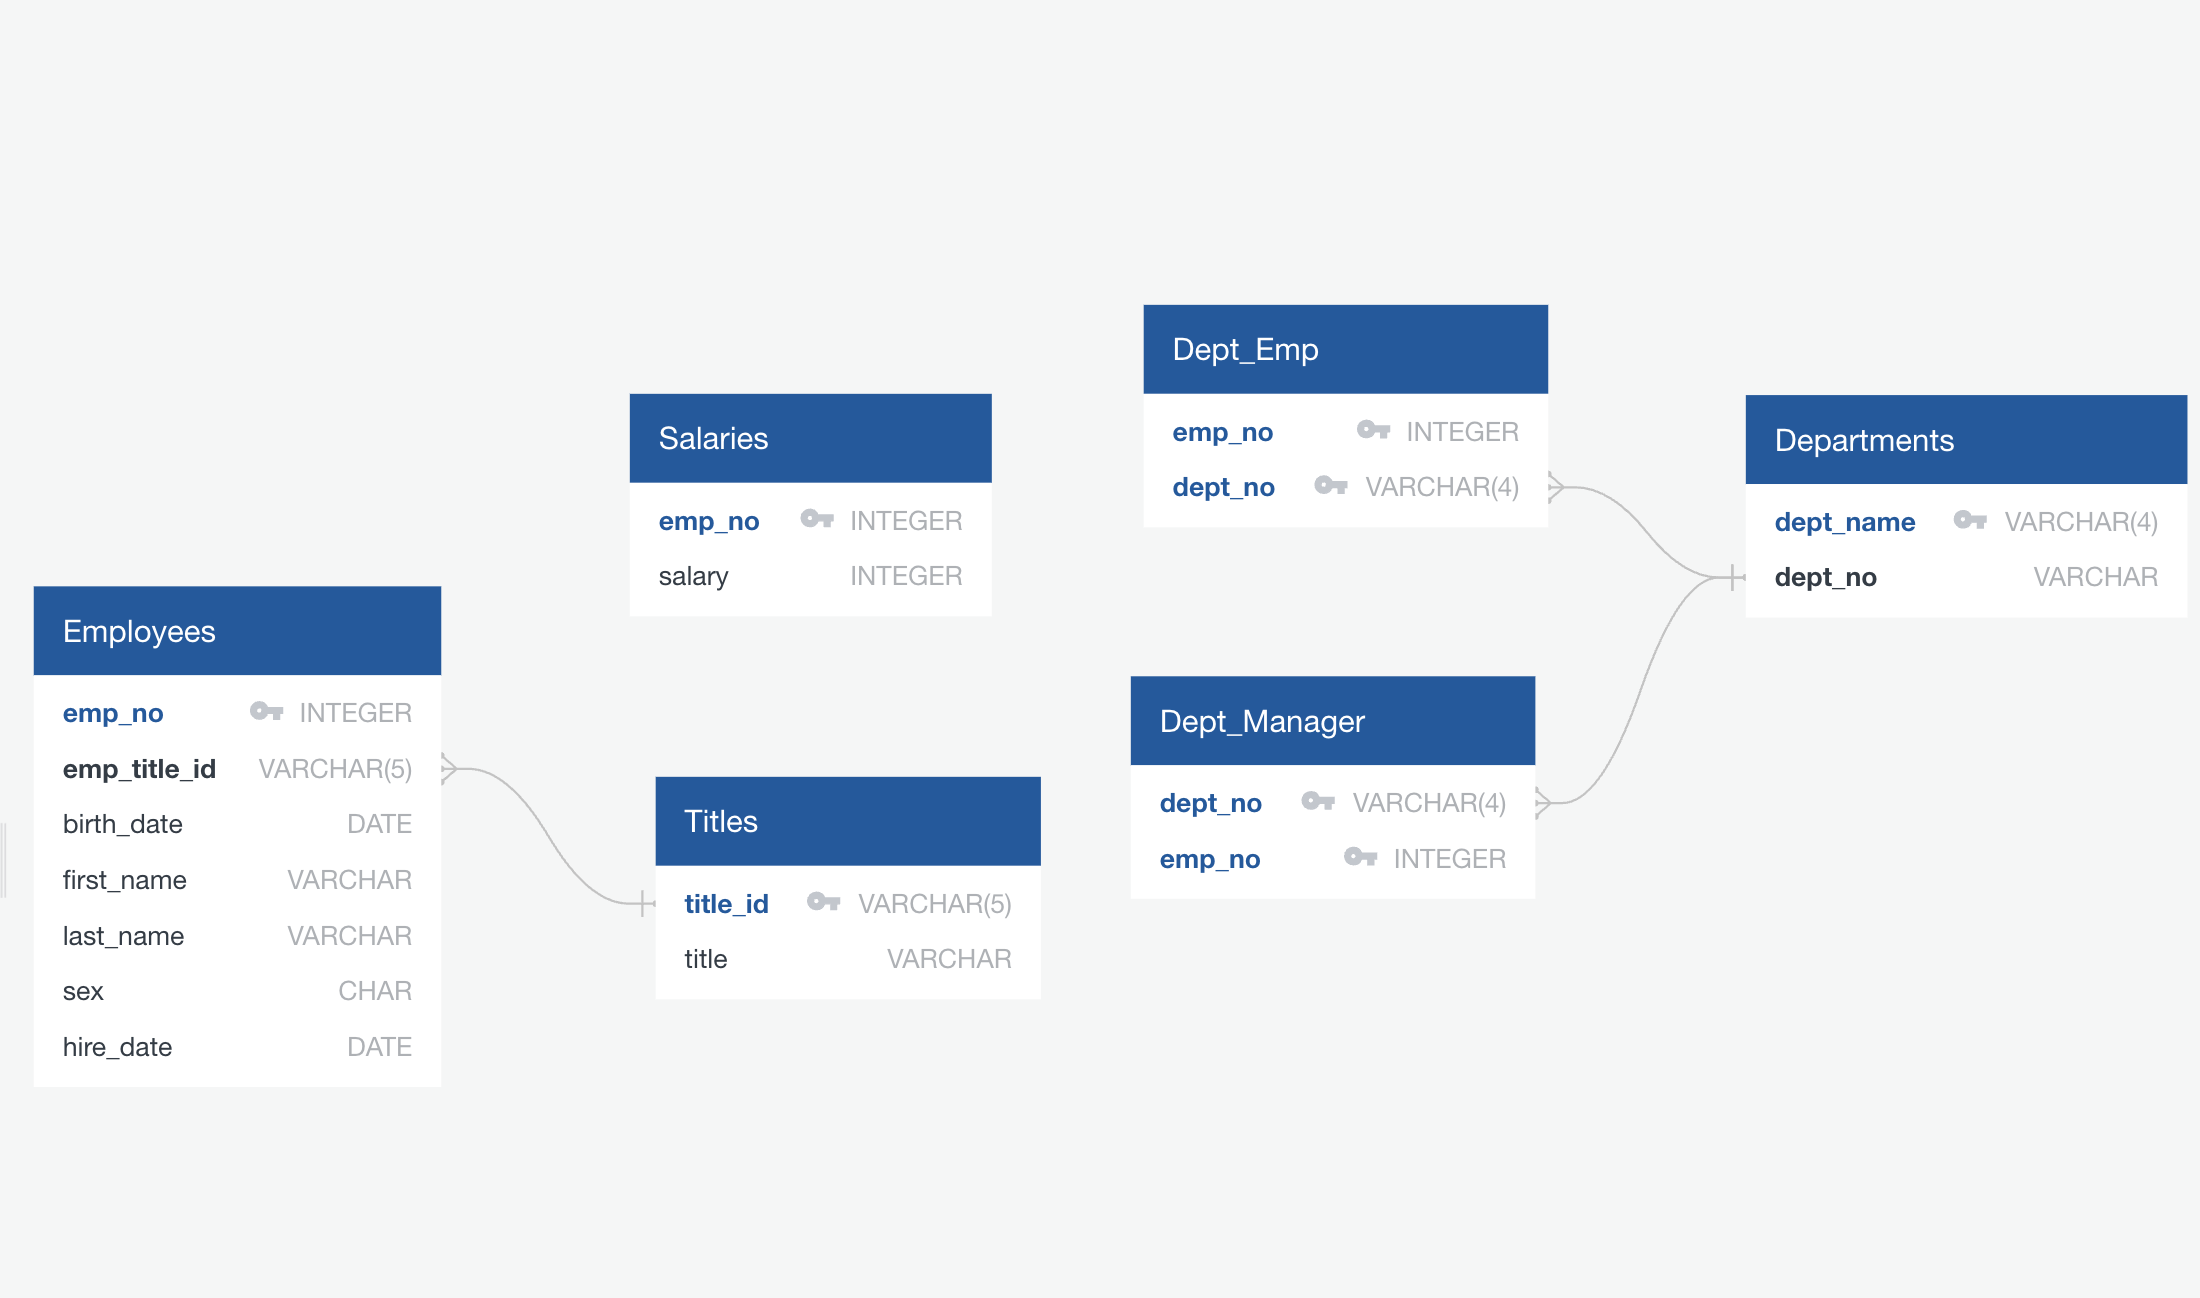 Employees
emp_no INTEGER
emp_title_id VARCHAR(5)
birth_date DATE
first_name VARCHAR
last_name VARCHAR
sex CHAR
hire_date DATE
Salaries
emp_no INTEGER
salary INTEGER
Titles
title_id VARCHAR(5)
title VARCHAR
Dept_Emp
emp_no INTEGER
dept_no VARCHAR(4)
Dept_Manager
dept_no VARCHAR(4)
emp_no INTEGER
Departments
dept_name VARCHAR(4)
dept_no VARCHAR